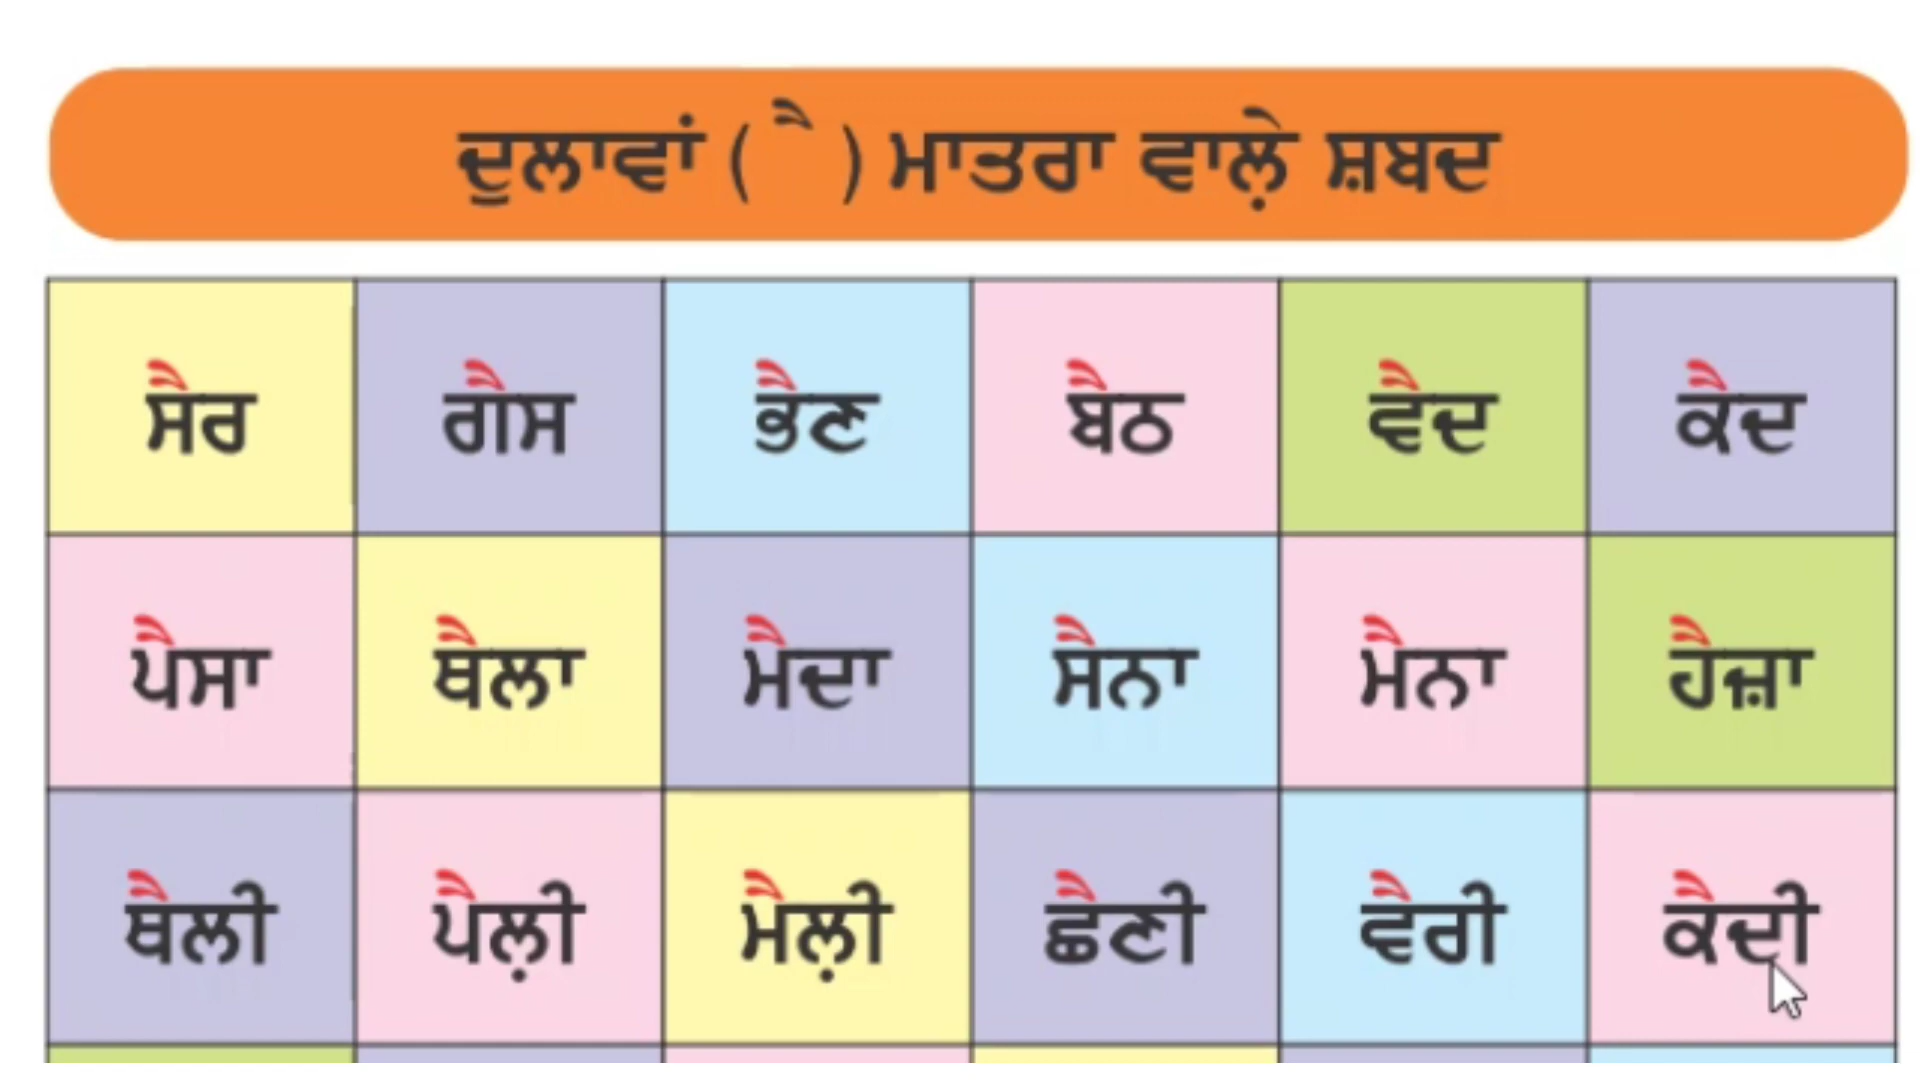 ਦੁਲਾਵਾਂ ( ੈ ) ਮਾਤਰਾ ਵਾਲ਼ੇ ਸ਼ਬਦ
ਸੈਰ ਗੈਸ ਭੈਣ ਬੈਠ ਵੈਦ ਕੈਦ
ਪੈਸਾ ਥੈਲਾ ਮੈਦਾ ਸੈਨਾ ਮੈਨਾ ਹੈਜ਼ਾ
ਥੈਲੀ ਪੈਲ਼ੀ ਮੈਲ਼ੀ ਛੈਣੀ ਵੈਰੀ ਕੈਦੀ